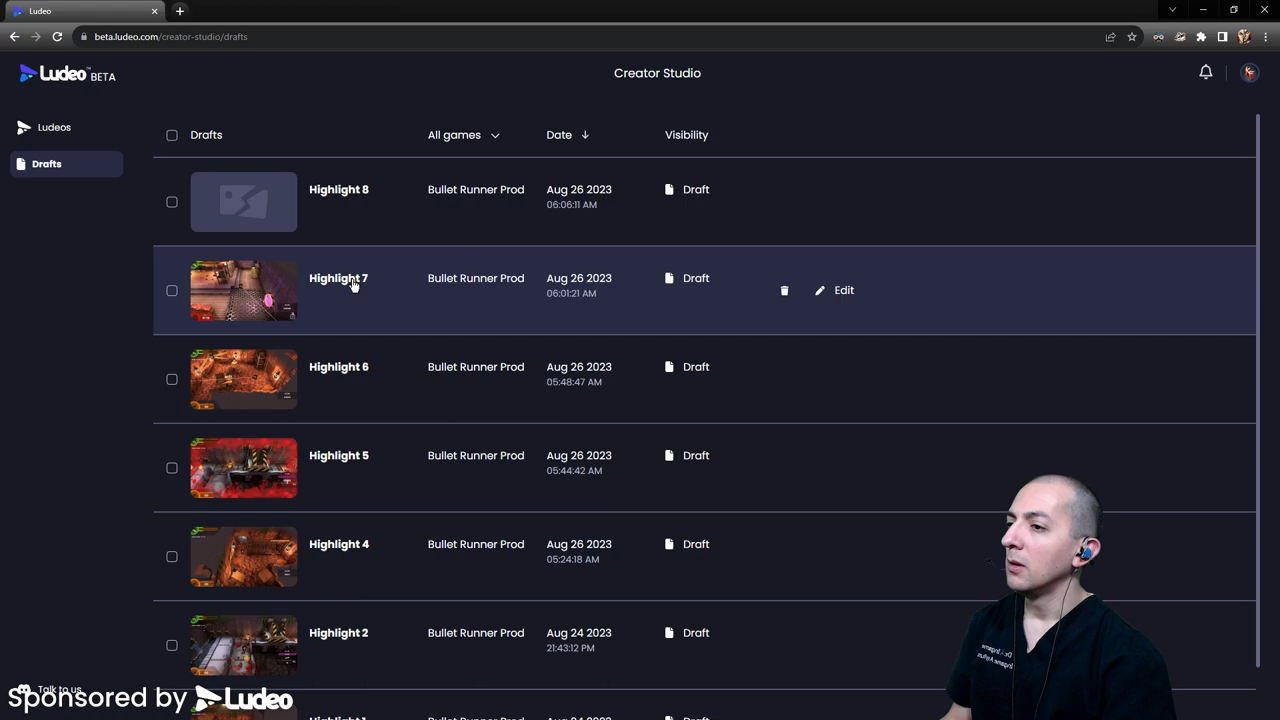 Ludeo
beta.ludeo.com/creator-studio/drafts
Ludeo™ BETA
Creator Studio
Ludeos
Drafts
Drafts All games Date Visibility
Highlight 8 Bullet Runner Prod Aug 26 2023 Draft
06:06:11 AM
Highlight 7 Bullet Runner Prod Aug 26 2023 Draft
06:01:21 AM
Edit
Highlight 6 Bullet Runner Prod Aug 26 2023 Draft
05:48:47 AM
Highlight 5 Bullet Runner Prod Aug 26 2023 Draft
05:44:42 AM
Highlight 4 Bullet Runner Prod Aug 26 2023 Draft
05:24:18 AM
Highlight 2 Bullet Runner Prod Aug 24 2023 Draft
21:43:12 PM
Talk to us
Sponsored by Ludeo